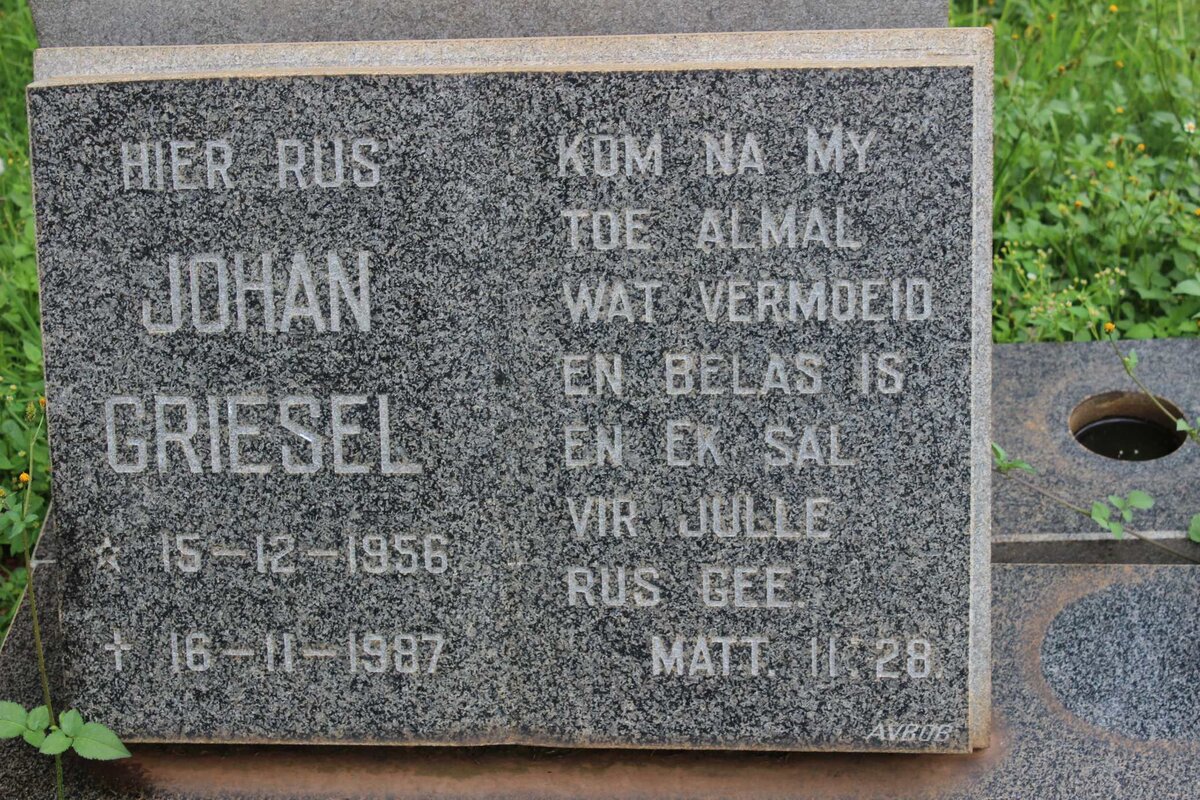 HIER RUS
JOHAN
GRIESEL
☆ 15-12-1956
† 16-11-1987
KOM NA MY
TOE ALMAL
WAT VERMOEID
EN BELAS IS
EN EK SAL
VIR JULLE
RUS GEE.
MATT. 11:28.
AVBOB